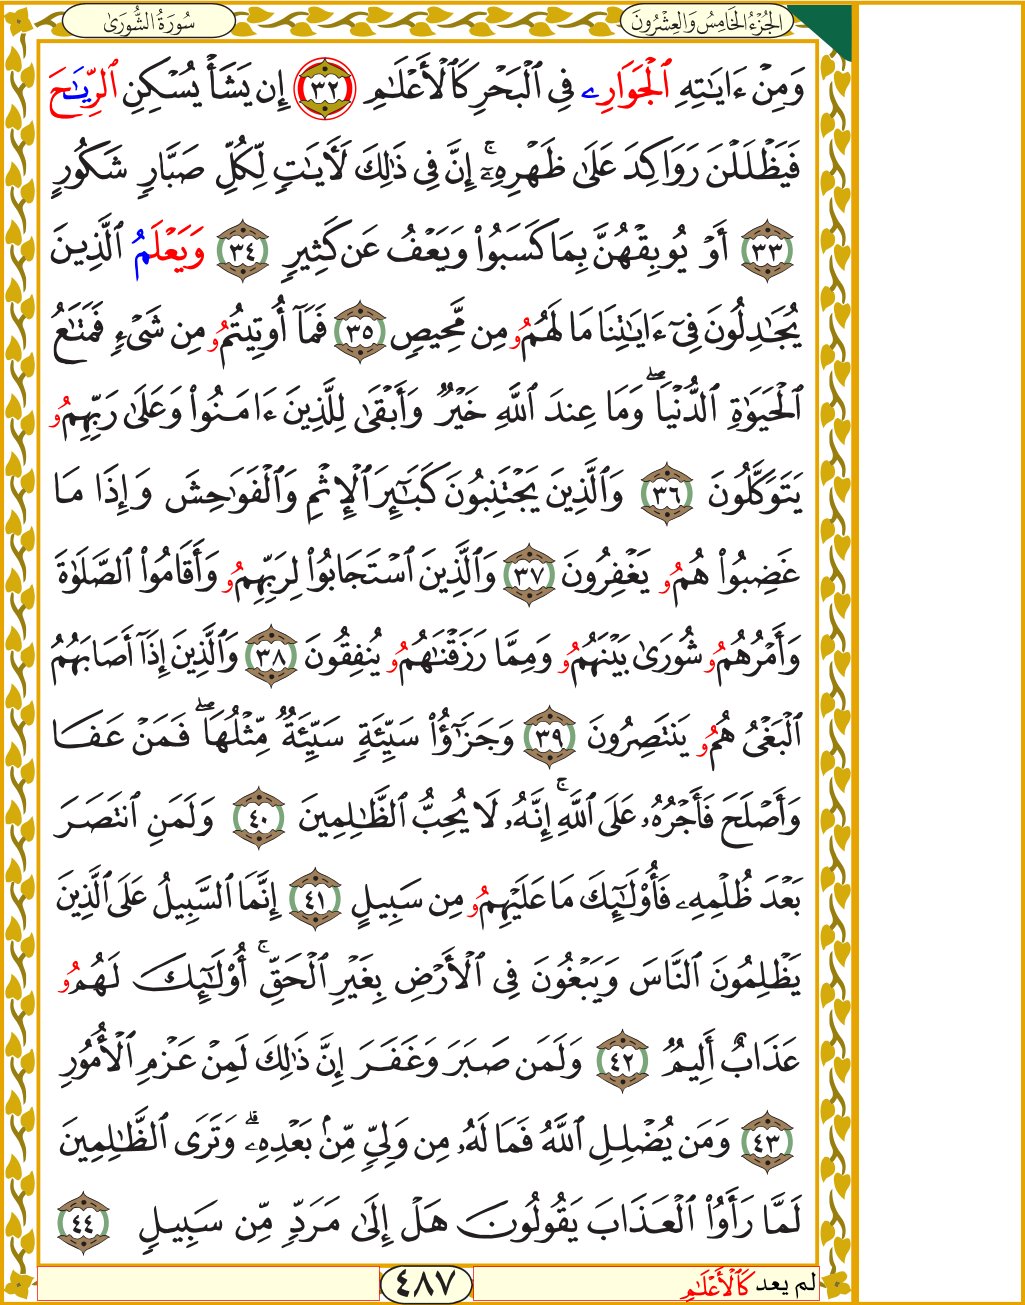 الجُزْءُ الخَامِسُ وَالعِشْرُونَ
سُورَةُ الشُّورَىٰ
وَمِنْ ءَايَٰتِهِ ٱلْجَوَارِۦ فِى ٱلْبَحْرِ كَٱلْأَعْلَٰمِ ٣٢ إِن يَشَأْ يُسْكِنِ ٱلرِّيَٰحَ
فَيَظْلَلْنَ رَوَاكِدَ عَلَىٰ ظَهْرِهِۦٓ ۚ إِنَّ فِى ذَٰلِكَ لَأٓيَٰتٍ لِّكُلِّ صَبَّارٍ شَكُورٍ
٣٣ أَوْ يُوبِقْهُنَّ بِمَا كَسَبُوا۟ وَيَعْفُ عَن كَثِيرٍ ٣٤ وَيَعْلَمُ ٱلَّذِينَ
يُجَٰدِلُونَ فِىٓ ءَايَٰتِنَا مَا لَهُمُۥ مِن مَّحِيصٍ ٣٥ فَمَآ أُوتِيتُمُۥ مِن شَىْءٍ فَمَتَٰعُ
ٱلْحَيَوٰةِ ٱلدُّنْيَا ۖ وَمَا عِندَ ٱللَّهِ خَيْرٌ وَأَبْقَىٰ لِلَّذِينَ ءَامَنُوا۟ وَعَلَىٰ رَبِّهِمُۥ
يَتَوَكَّلُونَ ٣٦ وَٱلَّذِينَ يَجْتَنِبُونَ كَبَٰٓئِرَ ٱلْإِثْمِ وَٱلْفَوَٰحِشَ وَإِذَا مَا
غَضِبُوا۟ هُمُۥ يَغْفِرُونَ ٣٧ وَٱلَّذِينَ ٱسْتَجَابُوا۟ لِرَبِّهِمُۥ وَأَقَامُوا۟ ٱلصَّلَوٰةَ
وَأَمْرُهُمُۥ شُورَىٰ بَيْنَهُمُۥ وَمِمَّا رَزَقْنَٰهُمُۥ يُنفِقُونَ ٣٨ وَٱلَّذِينَ إِذَآ أَصَابَهُمُ
ٱلْبَغْىُ هُمُۥ يَنتَصِرُونَ ٣٩ وَجَزَٰٓؤُا۟ سَيِّئَةٍ سَيِّئَةٌ مِّثْلُهَا ۖ فَمَنْ عَفَا
وَأَصْلَحَ فَأَجْرُهُۥ عَلَى ٱللَّهِ ۚ إِنَّهُۥ لَا يُحِبُّ ٱلظَّٰلِمِينَ ٤٠ وَلَمَنِ ٱنتَصَرَ
بَعْدَ ظُلْمِهِۦ فَأُو۟لَٰٓئِكَ مَا عَلَيْهِمُۥ مِن سَبِيلٍ ٤١ إِنَّمَا ٱلسَّبِيلُ عَلَى ٱلَّذِينَ
يَظْلِمُونَ ٱلنَّاسَ وَيَبْغُونَ فِى ٱلْأَرْضِ بِغَيْرِ ٱلْحَقِّ ۚ أُو۟لَٰٓئِكَ لَهُمُۥ
عَذَابٌ أَلِيمٌ ٤٢ وَلَمَن صَبَرَ وَغَفَرَ إِنَّ ذَٰلِكَ لَمِنْ عَزْمِ ٱلْأُمُورِ
٤٣ وَمَن يُضْلِلِ ٱللَّهُ فَمَا لَهُۥ مِن وَلِىٍّ مِّنۢ بَعْدِهِۦ ۗ وَتَرَى ٱلظَّٰلِمِينَ
لَمَّا رَأَوُا۟ ٱلْعَذَابَ يَقُولُونَ هَلْ إِلَىٰ مَرَدٍّ مِّن سَبِيلٍ ٤٤
لم يعد كَٱلْأَعْلَٰمِ
٤٨٧